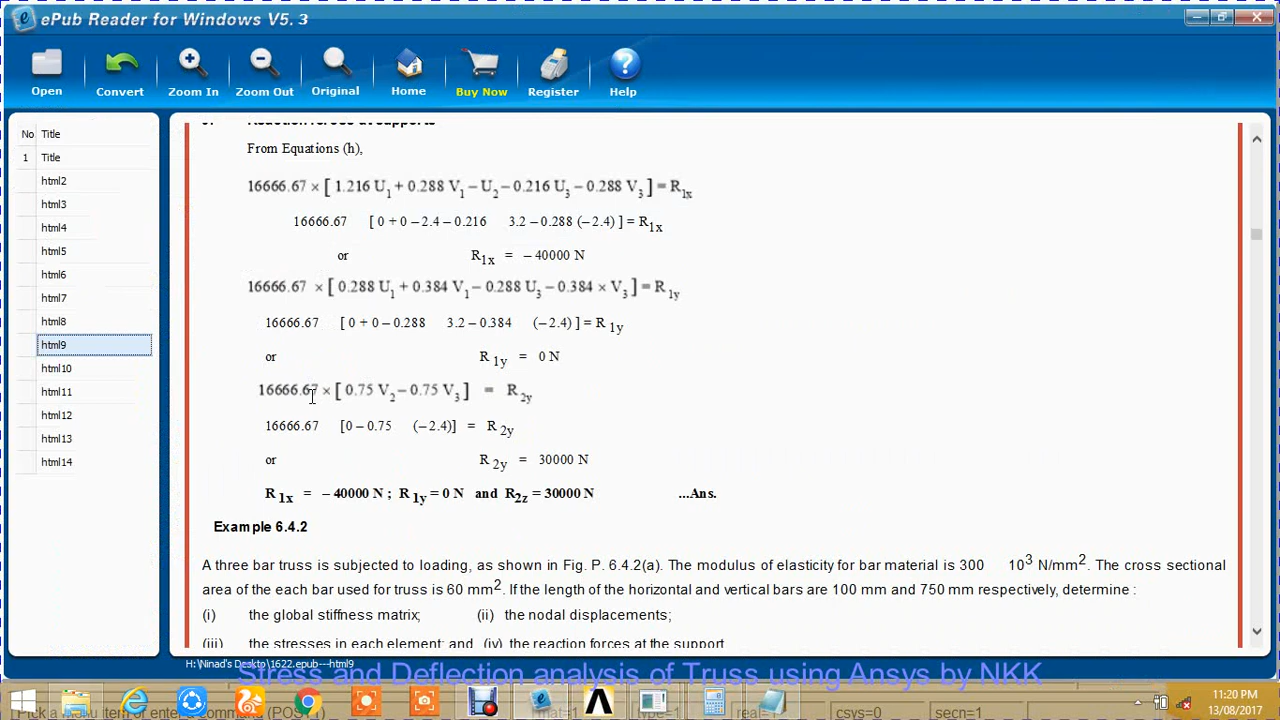 ePub Reader for Windows V5.3
Open Convert Zoom In Zoom Out Original Home Buy Now Register Help
No Title
1 Title
html2
html3
html4
html5
html6
html7
html8
html9
html10
html11
html12
html13
html14
Reaction forces at supports
From Equations (h),
16666.67 × [ 1.216 U1 + 0.288 V1 – U2 – 0.216 U3 – 0.288 V3 ] = R1x
16666.67 [ 0 + 0 – 2.4 – 0.216 3.2 – 0.288 (– 2.4) ] = R1x
or R1x = – 40000 N
16666.67 × [ 0.288 U1 + 0.384 V1 – 0.288 U3 – 0.384 × V3 ] = R1y
16666.67 [ 0 + 0 – 0.288 3.2 – 0.384 (– 2.4) ] = R1y
or R1y = 0 N
16666.67 × [ 0.75 V2 – 0.75 V3 ] = R2y
16666.67 [0 – 0.75 (– 2.4)] = R2y
or R2y = 30000 N
R1x = – 40000 N ; R1y = 0 N and R2z = 30000 N ...Ans.
Example 6.4.2
A three bar truss is subjected to loading, as shown in Fig. P. 6.4.2(a). The modulus of elasticity for bar material is 300 10³ N/mm². The cross sectional
area of the each bar used for truss is 60 mm². If the length of the horizontal and vertical bars are 100 mm and 750 mm respectively, determine :
(i) the global stiffness matrix; (ii) the nodal displacements;
(iii) the stresses in each element; and (iv) the reaction forces at the support
H:\Ninad's Deskto\1622.epub---html9
Stress and Deflection analysis of Truss using Ansys by NKK
11:20 PM
13/08/2017
csys=0 secn=1